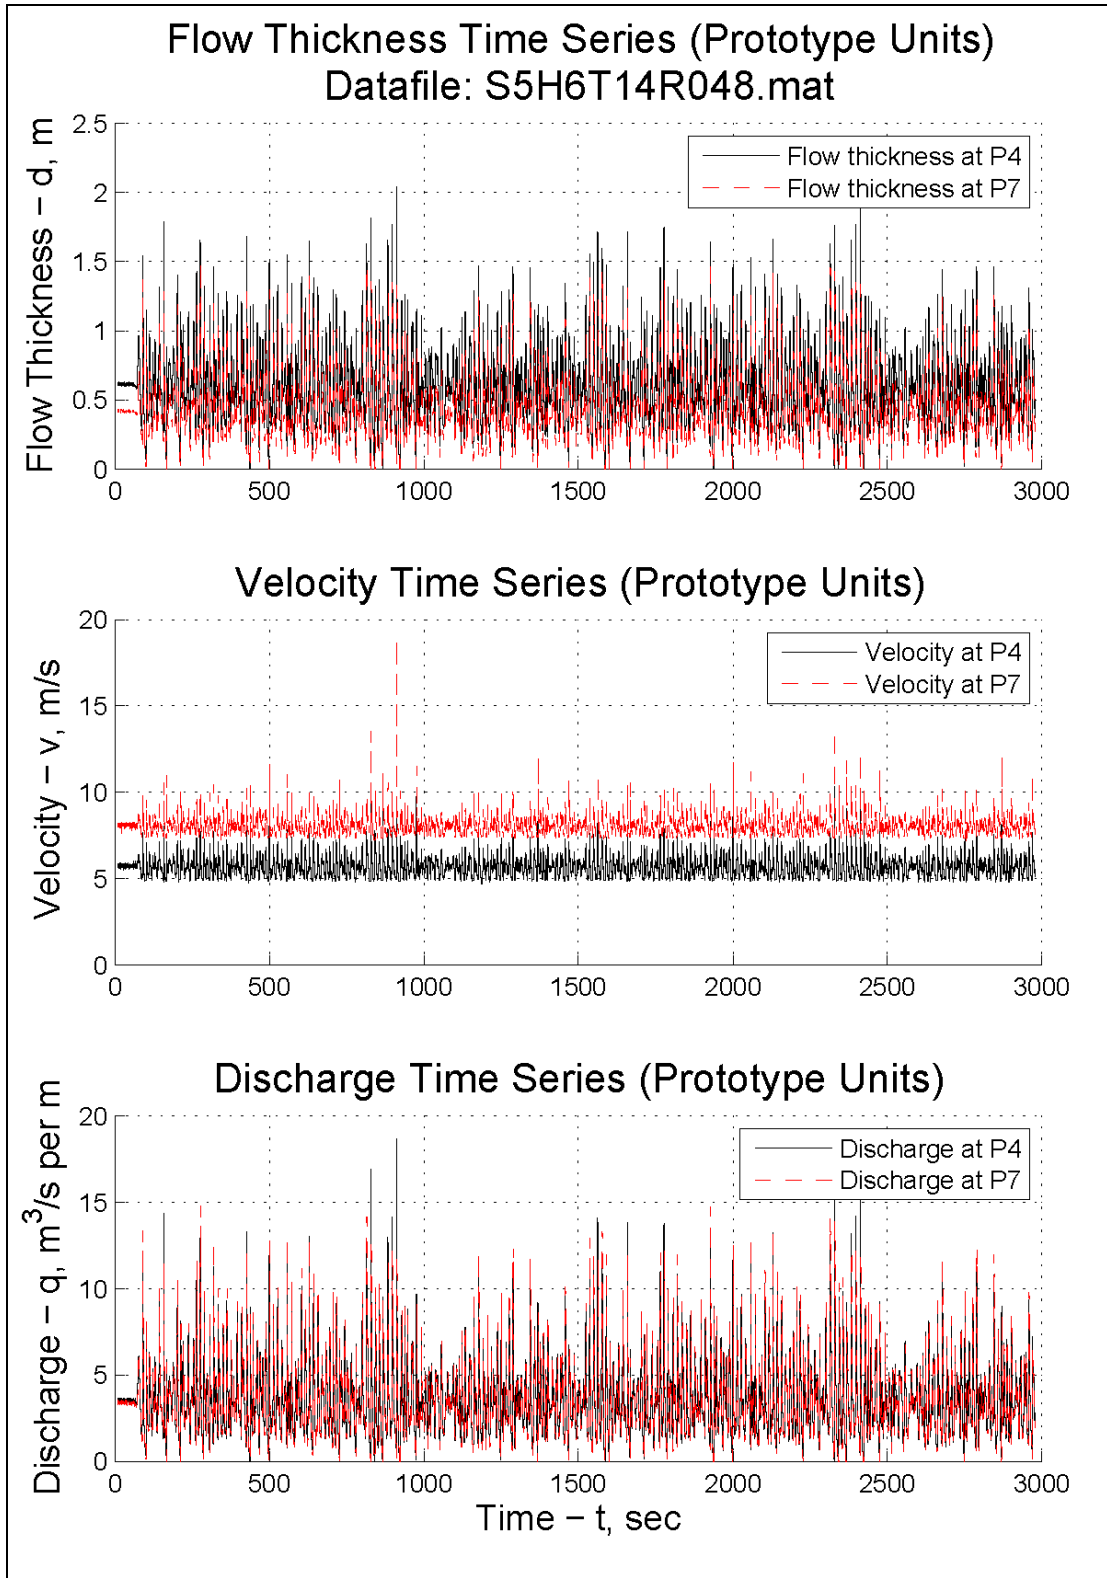 Flow Thickness Time Series (Prototype Units)
Datafile: S5H6T14R048.mat
Flow Thickness − d, m
2.5
2
1.5
1
0.5
0
Flow thickness at P4
Flow thickness at P7
0 500 1000 1500 2000 2500 3000
Velocity Time Series (Prototype Units)
Velocity − v, m/s
20
15
10
5
0
Velocity at P4
Velocity at P7
0 500 1000 1500 2000 2500 3000
Discharge Time Series (Prototype Units)
Discharge − q, m³/s per m
20
15
10
5
0
Discharge at P4
Discharge at P7
0 500 1000 1500 2000 2500 3000
Time − t, sec